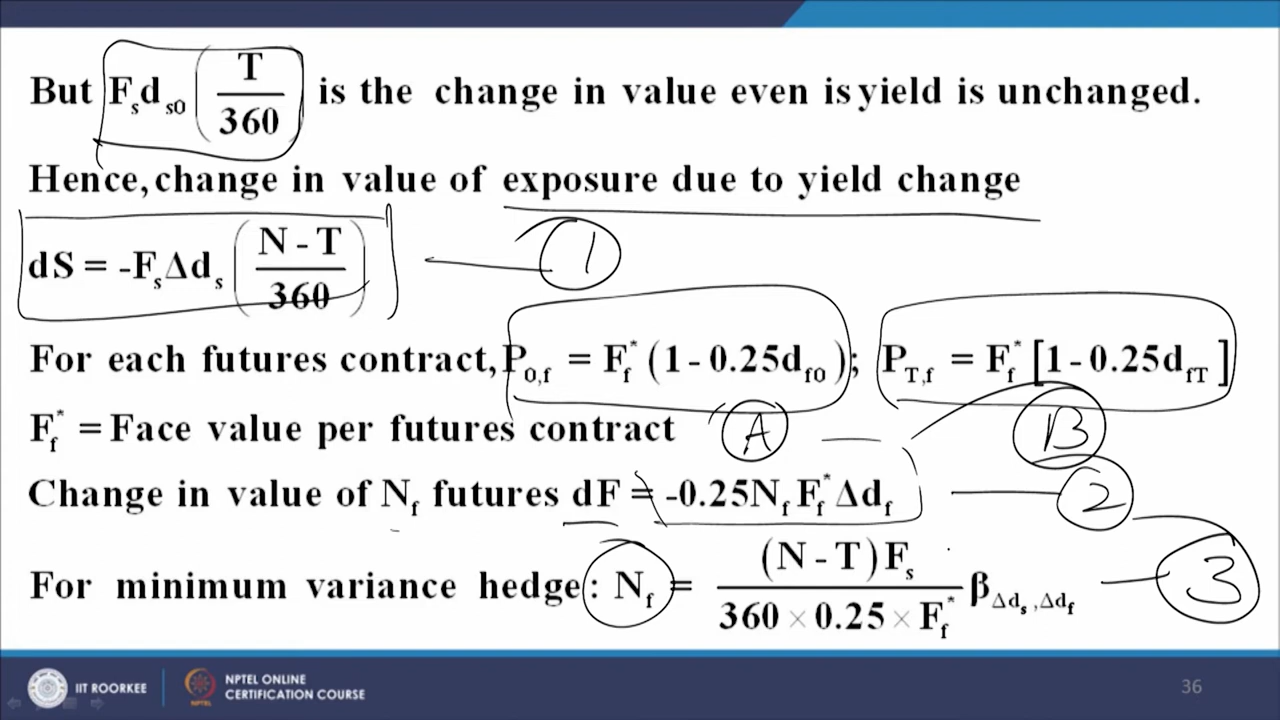 But F_s d_s0 (T/360) is the change in value even is yield is unchanged.
Hence, change in value of exposure due to yield change
dS = -F_s Δd_s ((N - T)/360) 1
For each futures contract, P_o,f = F_f^* (1 - 0.25d_fo); P_T,f = F_f^* [1 - 0.25d_fT]
F_f^* = Face value per futures contract A B
Change in value of N_f futures dF = -0.25N_f F_f^* Δd_f 2
For minimum variance hedge: N_f = ((N - T)F_s)/(360 × 0.25 × F_f^*) β_Δd_s,Δd_f 3
IIT ROORKEE
NPTEL ONLINE
CERTIFICATION COURSE
NPTEL
36